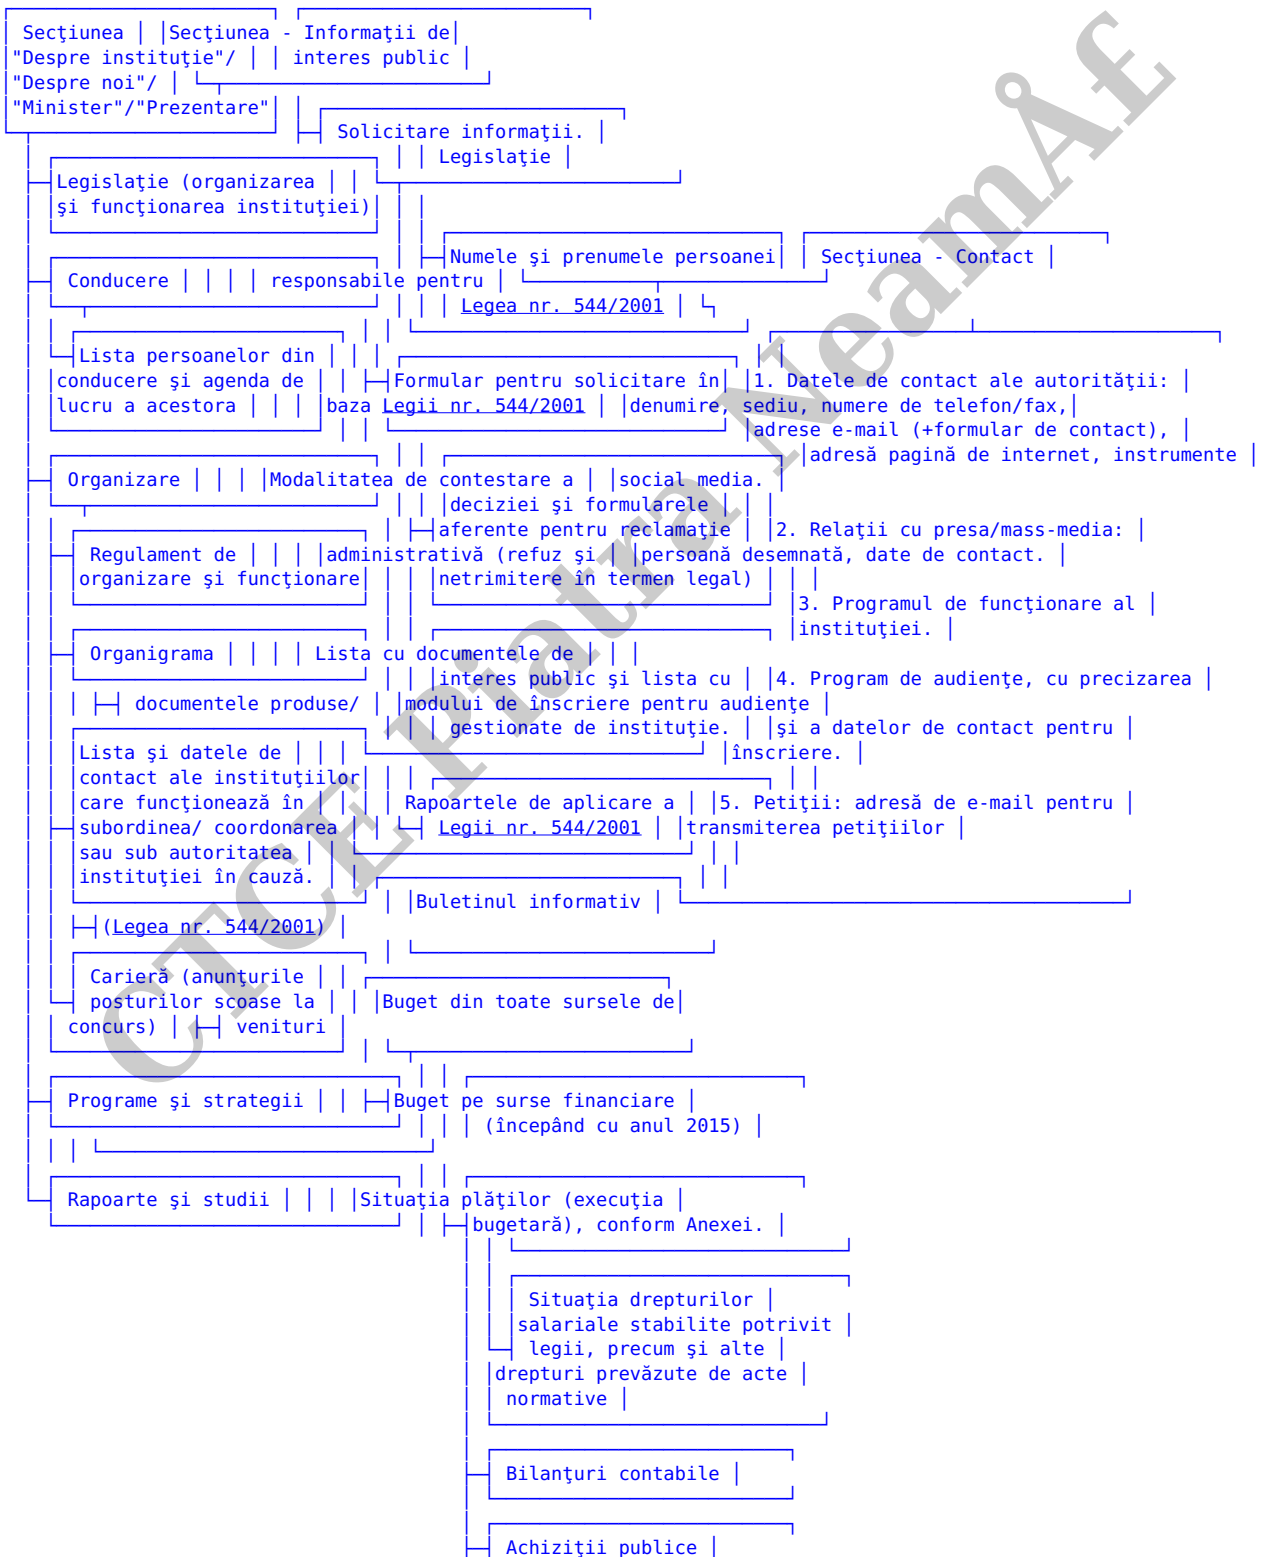 Secţiunea Secţiunea - Informaţii de
"Despre instituţie"/ interes public
"Despre noi"/
"Minister"/"Prezentare"
Solicitare informaţii.
Legislaţie
Legislaţie (organizarea
şi funcţionarea instituţiei)
Numele şi prenumele persoanei Secţiunea - Contact
Conducere responsabile pentru
Legea nr. 544/2001
Lista persoanelor din
conducere şi agenda de Formular pentru solicitare în 1. Datele de contact ale autorităţii:
lucru a acestora baza Legii nr. 544/2001 denumire, sediu, numere de telefon/fax,
adrese e-mail (+formular de contact),
adresă pagină de internet, instrumente
Organizare Modalitatea de contestare a social media.
deciziei şi formularele
aferente pentru reclamaţie 2. Relaţii cu presa/mass-media:
Regulament de administrativă (refuz şi persoană desemnată, date de contact.
organizare şi funcţionare netrimitere în termen legal)
3. Programul de funcţionare al
instituţiei.
Organigrama Lista cu documentele de
interes public şi lista cu 4. Program de audienţe, cu precizarea
documentele produse/ modului de înscriere pentru audienţe
gestionate de instituţie. şi a datelor de contact pentru
Lista şi datele de înscriere.
contact ale instituţiilor
care funcţionează în Rapoartele de aplicare a 5. Petiţii: adresă de e-mail pentru
subordinea/ coordonarea Legii nr. 544/2001 transmiterea petiţiilor
sau sub autoritatea
instituţiei în cauză.
Buletinul informativ
(Legea nr. 544/2001)
Carieră (anunţurile
posturilor scoase la Buget din toate sursele de
concurs) venituri
Programe şi strategii Buget pe surse financiare
(începând cu anul 2015)
Rapoarte şi studii Situaţia plăţilor (execuţia
bugetară), conform Anexei.
Situaţia drepturilor
salariale stabilite potrivit
legii, precum şi alte
drepturi prevăzute de acte
normative
Bilanţuri contabile
Achiziţii publice
CTCE Piatra NeamÅ£